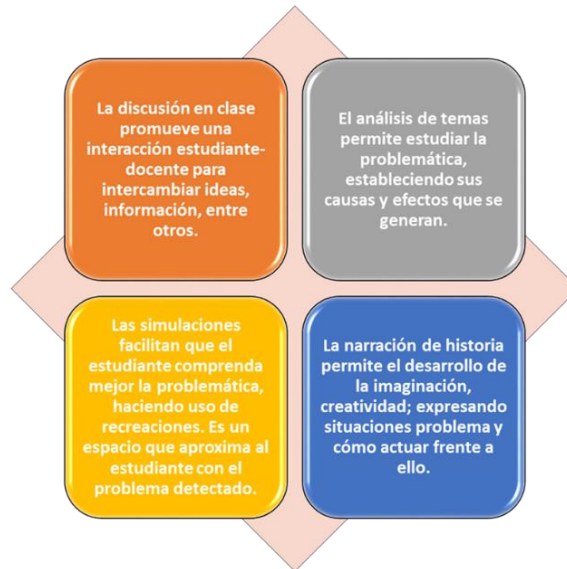 La discusión en clase
promueve una
interacción estudiante-
docente para
intercambiar ideas,
información, entre
otros.
El análisis de temas
permite estudiar la
problemática,
estableciendo sus
causas y efectos que se
generan.
Las simulaciones
facilitan que el
estudiante comprenda
mejor la problemática,
haciendo uso de
recreaciones. Es un
espacio que aproxima al
estudiante con el
problema detectado.
La narración de historia
permite el desarrollo de
la imaginación,
creatividad; expresando
situaciones problema y
cómo actuar frente a
ello.